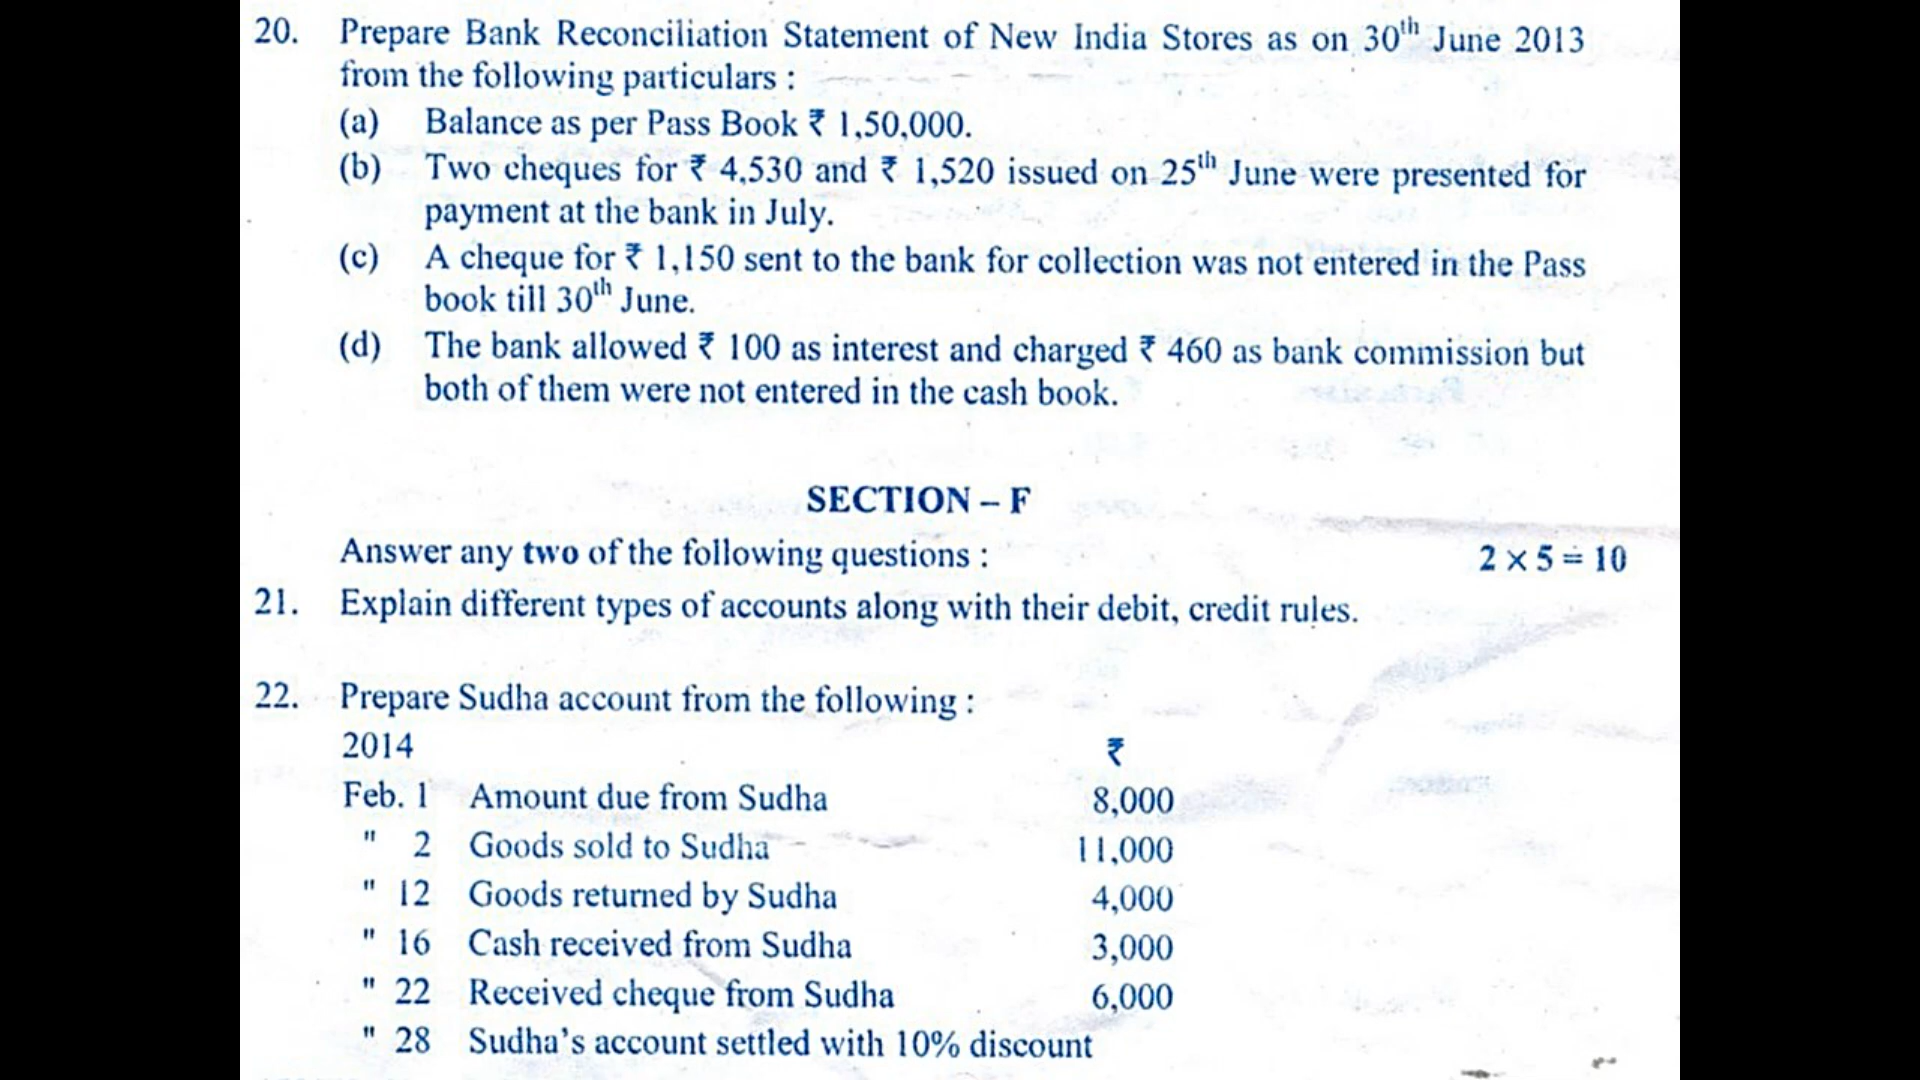 20. Prepare Bank Reconciliation Statement of New India Stores as on 30th June 2013
from the following particulars :
(a) Balance as per Pass Book ₹ 1,50,000.
(b) Two cheques for ₹ 4,530 and ₹ 1,520 issued on 25th June were presented for
payment at the bank in July.
(c) A cheque for ₹ 1,150 sent to the bank for collection was not entered in the Pass
book till 30th June.
(d) The bank allowed ₹ 100 as interest and charged ₹ 460 as bank commission but
both of them were not entered in the cash book.
SECTION – F
Answer any two of the following questions : 2 × 5 = 10
21. Explain different types of accounts along with their debit, credit rules.
22. Prepare Sudha account from the following :
2014 ₹
Feb. 1 Amount due from Sudha 8,000
" 2 Goods sold to Sudha 11,000
" 12 Goods returned by Sudha 4,000
" 16 Cash received from Sudha 3,000
" 22 Received cheque from Sudha 6,000
" 28 Sudha's account settled with 10% discount